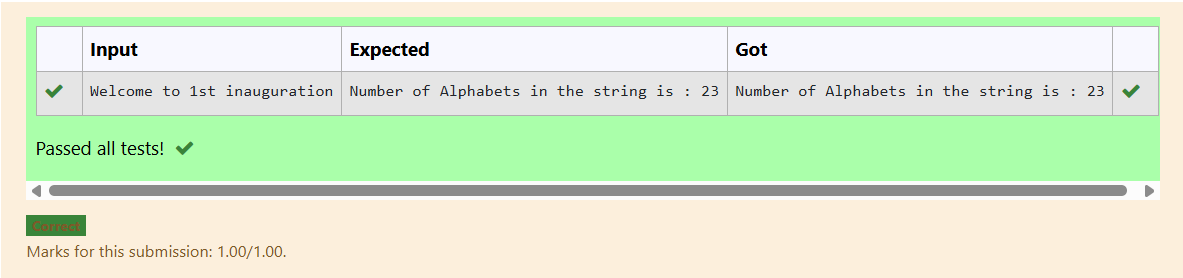 Input Expected Got
Welcome to 1st inauguration Number of Alphabets in the string is : 23 Number of Alphabets in the string is : 23
Passed all tests!
Correct
Marks for this submission: 1.00/1.00.